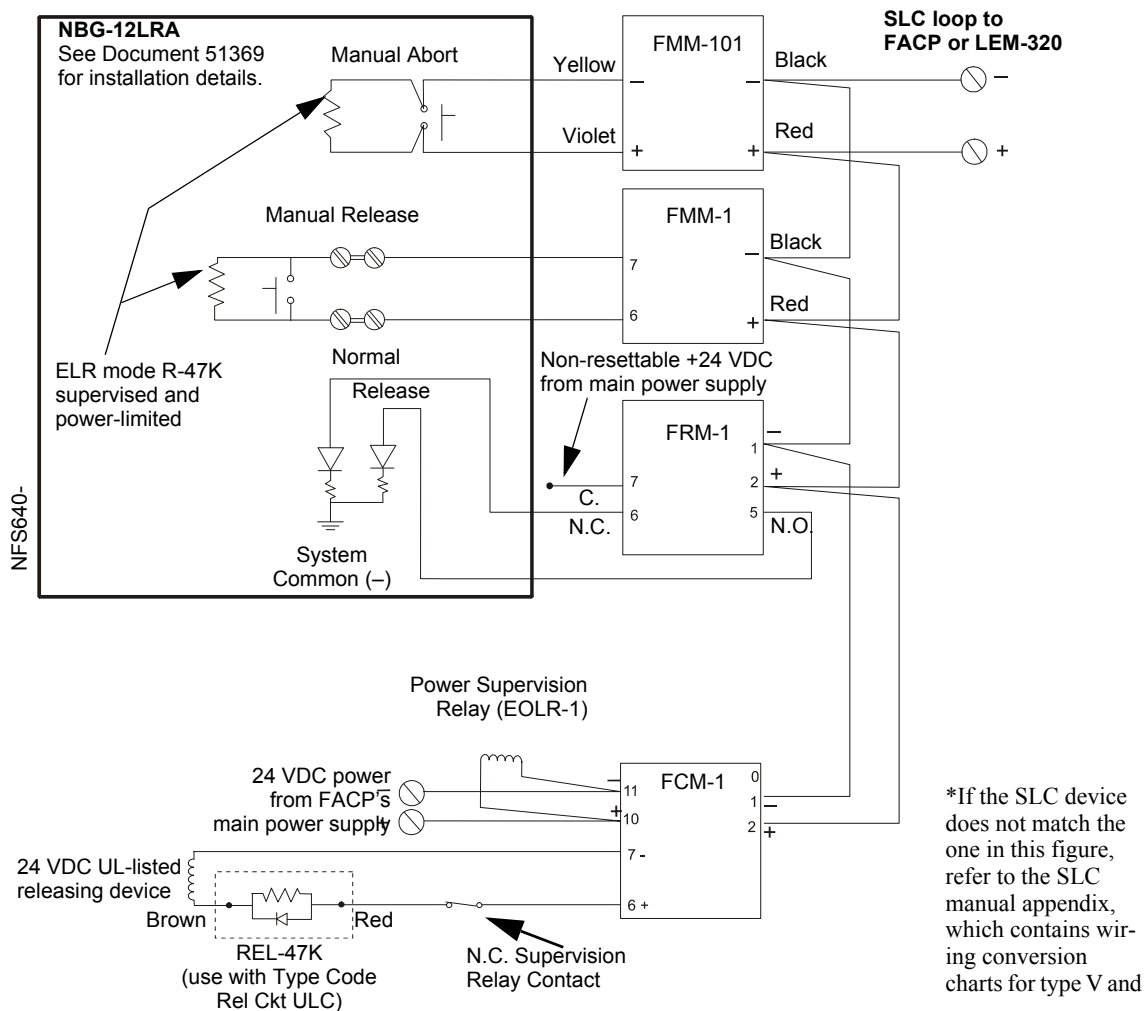 NBG-12LRA
See Document 51369
for installation details.
Manual Abort
Yellow
Violet
FMM-101
–
+
–
+
Black
Red
SLC loop to
FACP or LEM-320
–
+
Manual Release
FMM-1
7
6
–
+
Black
Red
ELR mode R-47K
supervised and
power-limited
Normal
Release
Non-resettable +24 VDC
from main power supply
FRM-1
7
6
C.
N.C.
1
2
5
–
+
N.O.
System
Common (–)
NFS640-
Power Supervision
Relay (EOLR-1)
24 VDC power
from FACP's
main power supply
–
+
–
+
11
10
7 -
6 +
FCM-1
0
1
2
–
+
24 VDC UL-listed
releasing device
Brown
Red
REL-47K
(use with Type Code
Rel Ckt ULC)
N.C. Supervision
Relay Contact
*If the SLC device
does not match the
one in this figure,
refer to the SLC
manual appendix,
which contains wir-
ing conversion
charts for type V and